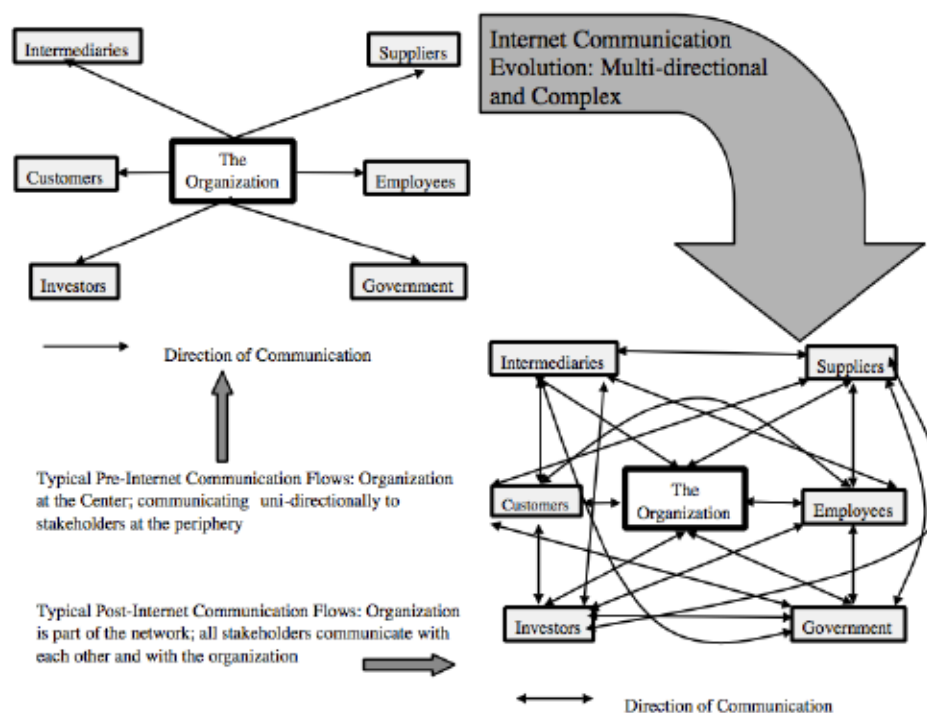 Intermediaries
Suppliers
The
Organization
Customers
Employees
Investors
Government
Direction of Communication
Internet Communication
Evolution: Multi-directional
and Complex
Typical Pre-Internet Communication Flows: Organization
at the Center; communicating uni-directionally to
stakeholders at the periphery
Typical Post-Internet Communication Flows: Organization
is part of the network; all stakeholders communicate with
each other and with the organization
Intermediaries
Suppliers
Customers
The
Organization
Employees
Investors
Government
Direction of Communication